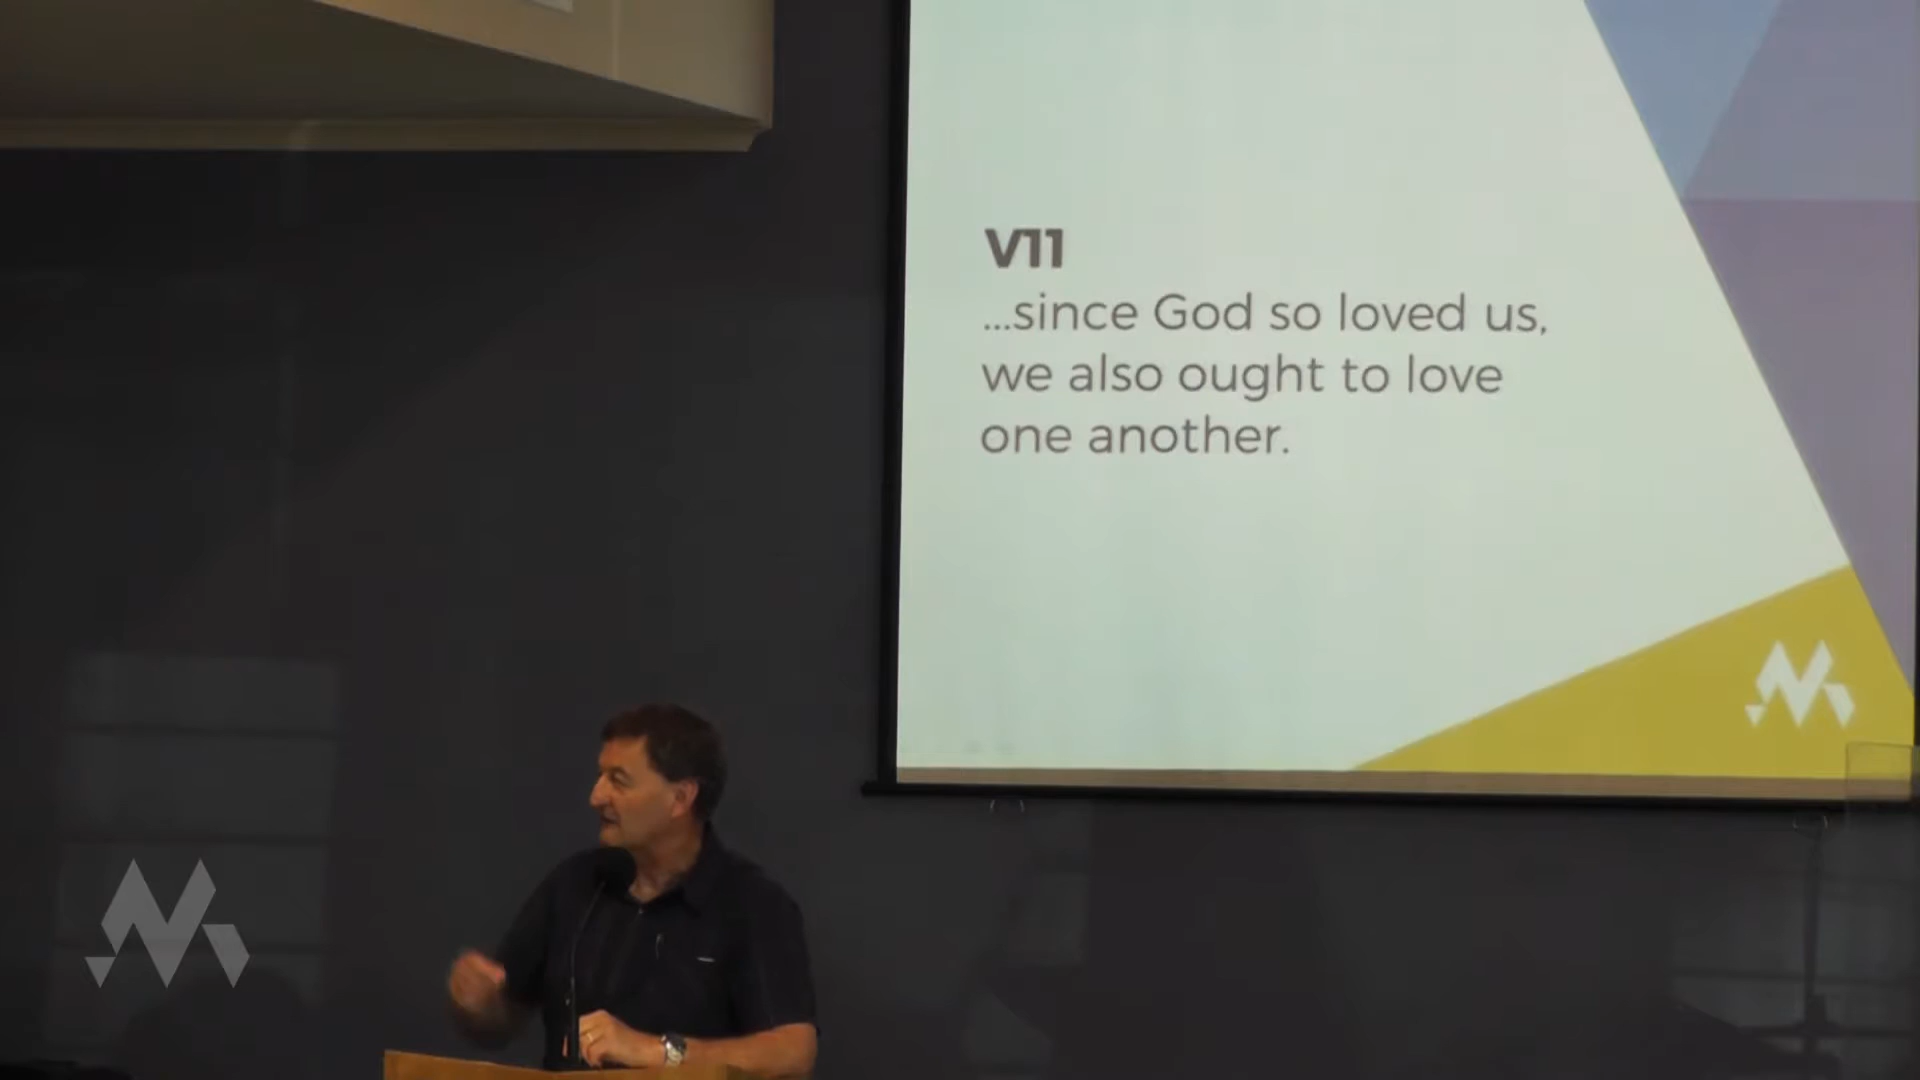 V11
...since God so loved us,
we also ought to love
one another.